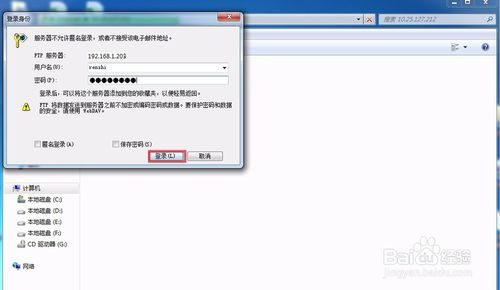 登录身份
服务器不允许匿名登录，或者不接受该电子邮件地址。
FTP 服务器:
192.168.1.201
用户名(U):
renshi
密码(P):
●●●●●●●●
登录后，可以将这个服务器添加到您的收藏夹，以便轻易返回。
FTP 将数据发送到服务器之前不加密或编码密码或数据。要保护密码和数据的安全，请使用 WebDAV。
匿名登录(A)
保存密码(S)
登录(L)
取消
搜索 10.25.127.212
计算机
本地磁盘 (C:)
本地磁盘 (D:)
本地磁盘 (E:)
本地磁盘 (F:)
CD 驱动器 (G:)
网络
Baidu 经验
jingyan.baidu.com